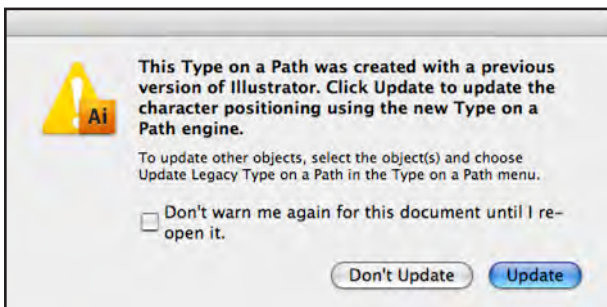 This Type on a Path was created with a previous
version of Illustrator. Click Update to update the
character positioning using the new Type on a
Path engine.
Ai
To update other objects, select the object(s) and choose
Update Legacy Type on a Path in the Type on a Path menu.
Don't warn me again for this document until I re-
open it.
Don't Update
Update